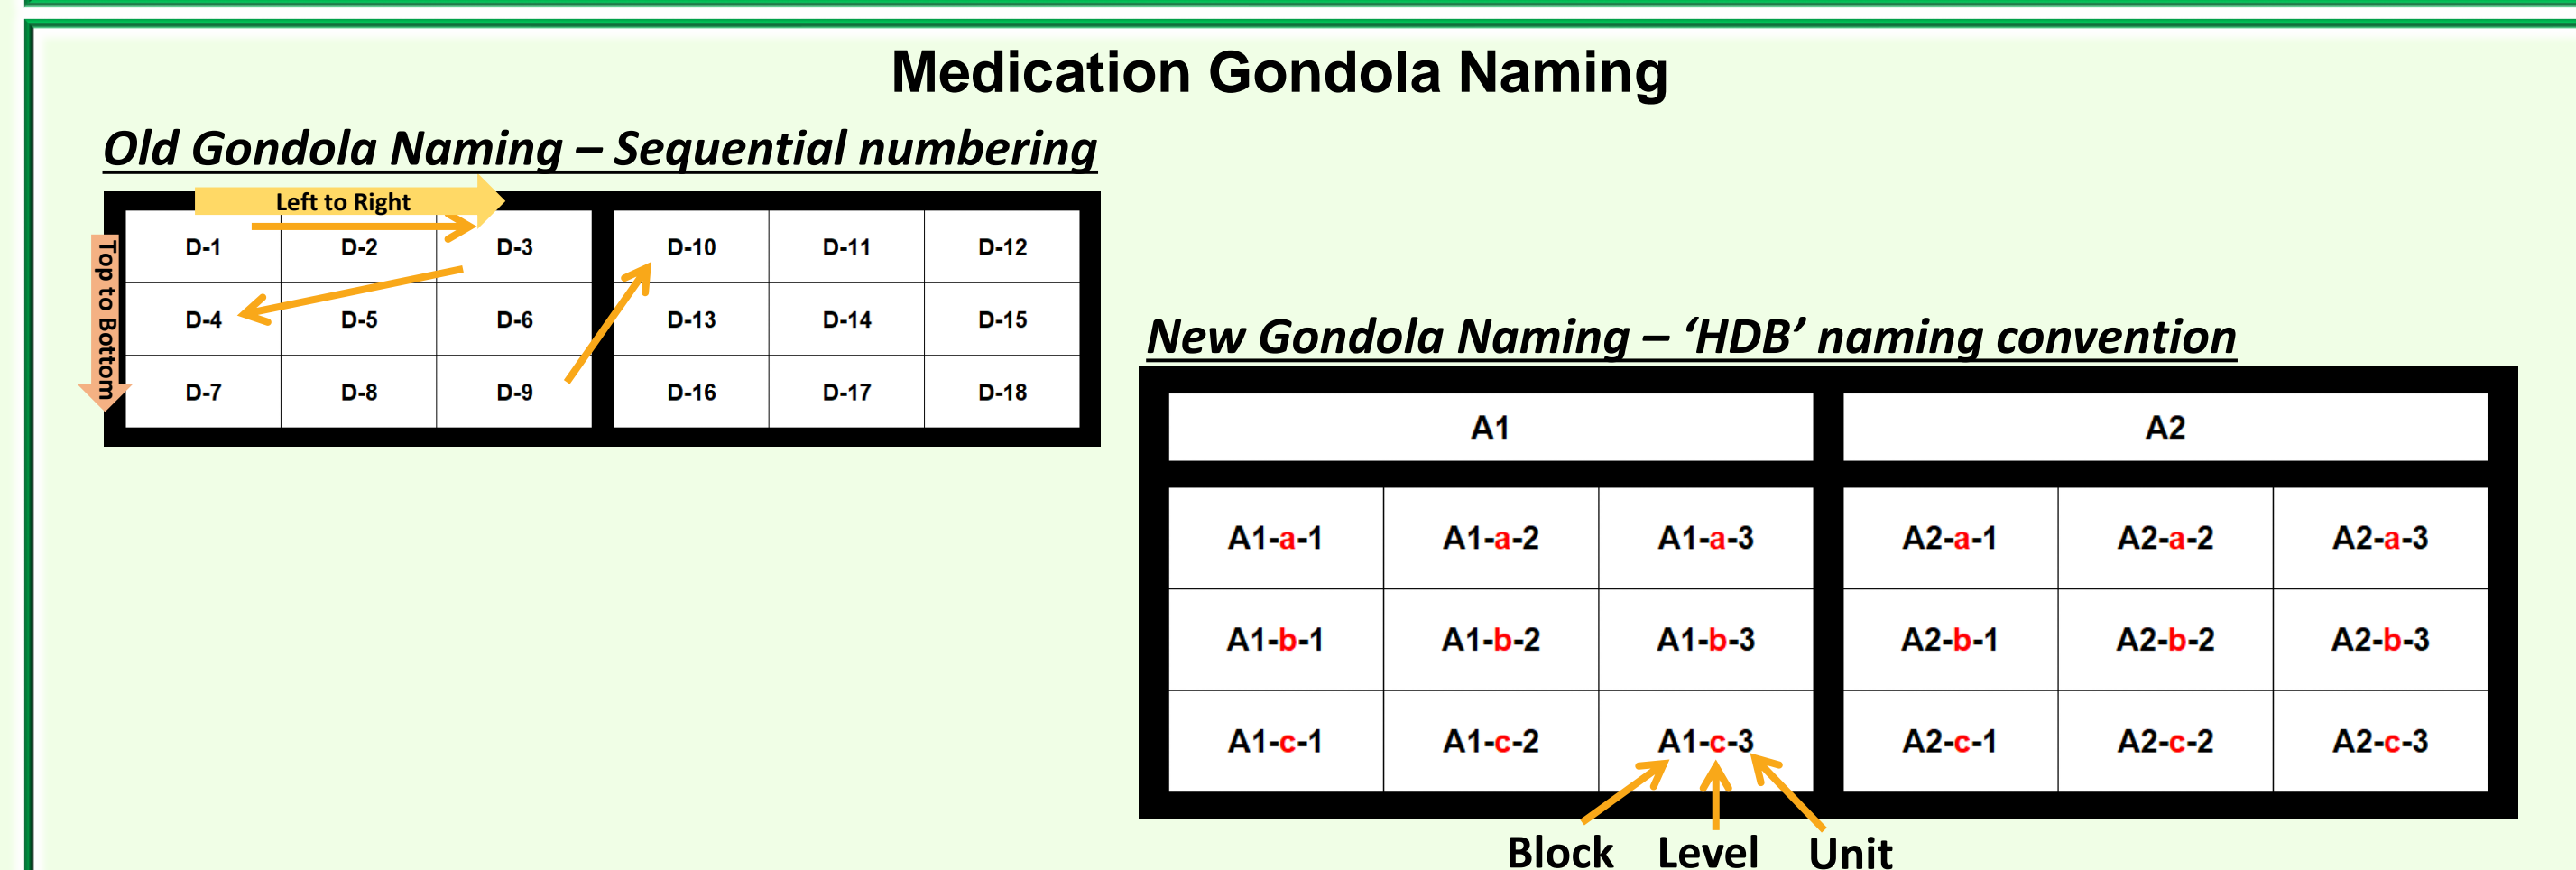 Medication Gondola Naming
Old Gondola Naming – Sequential numbering
Left to Right
Top to Bottom
D-1 D-2 D-3 D-10 D-11 D-12
D-4 D-5 D-6 D-13 D-14 D-15
D-7 D-8 D-9 D-16 D-17 D-18
New Gondola Naming – ‘HDB’ naming convention
A1 A2
A1-a-1 A1-a-2 A1-a-3 A2-a-1 A2-a-2 A2-a-3
A1-b-1 A1-b-2 A1-b-3 A2-b-1 A2-b-2 A2-b-3
A1-c-1 A1-c-2 A1-c-3 A2-c-1 A2-c-2 A2-c-3
Block Level Unit